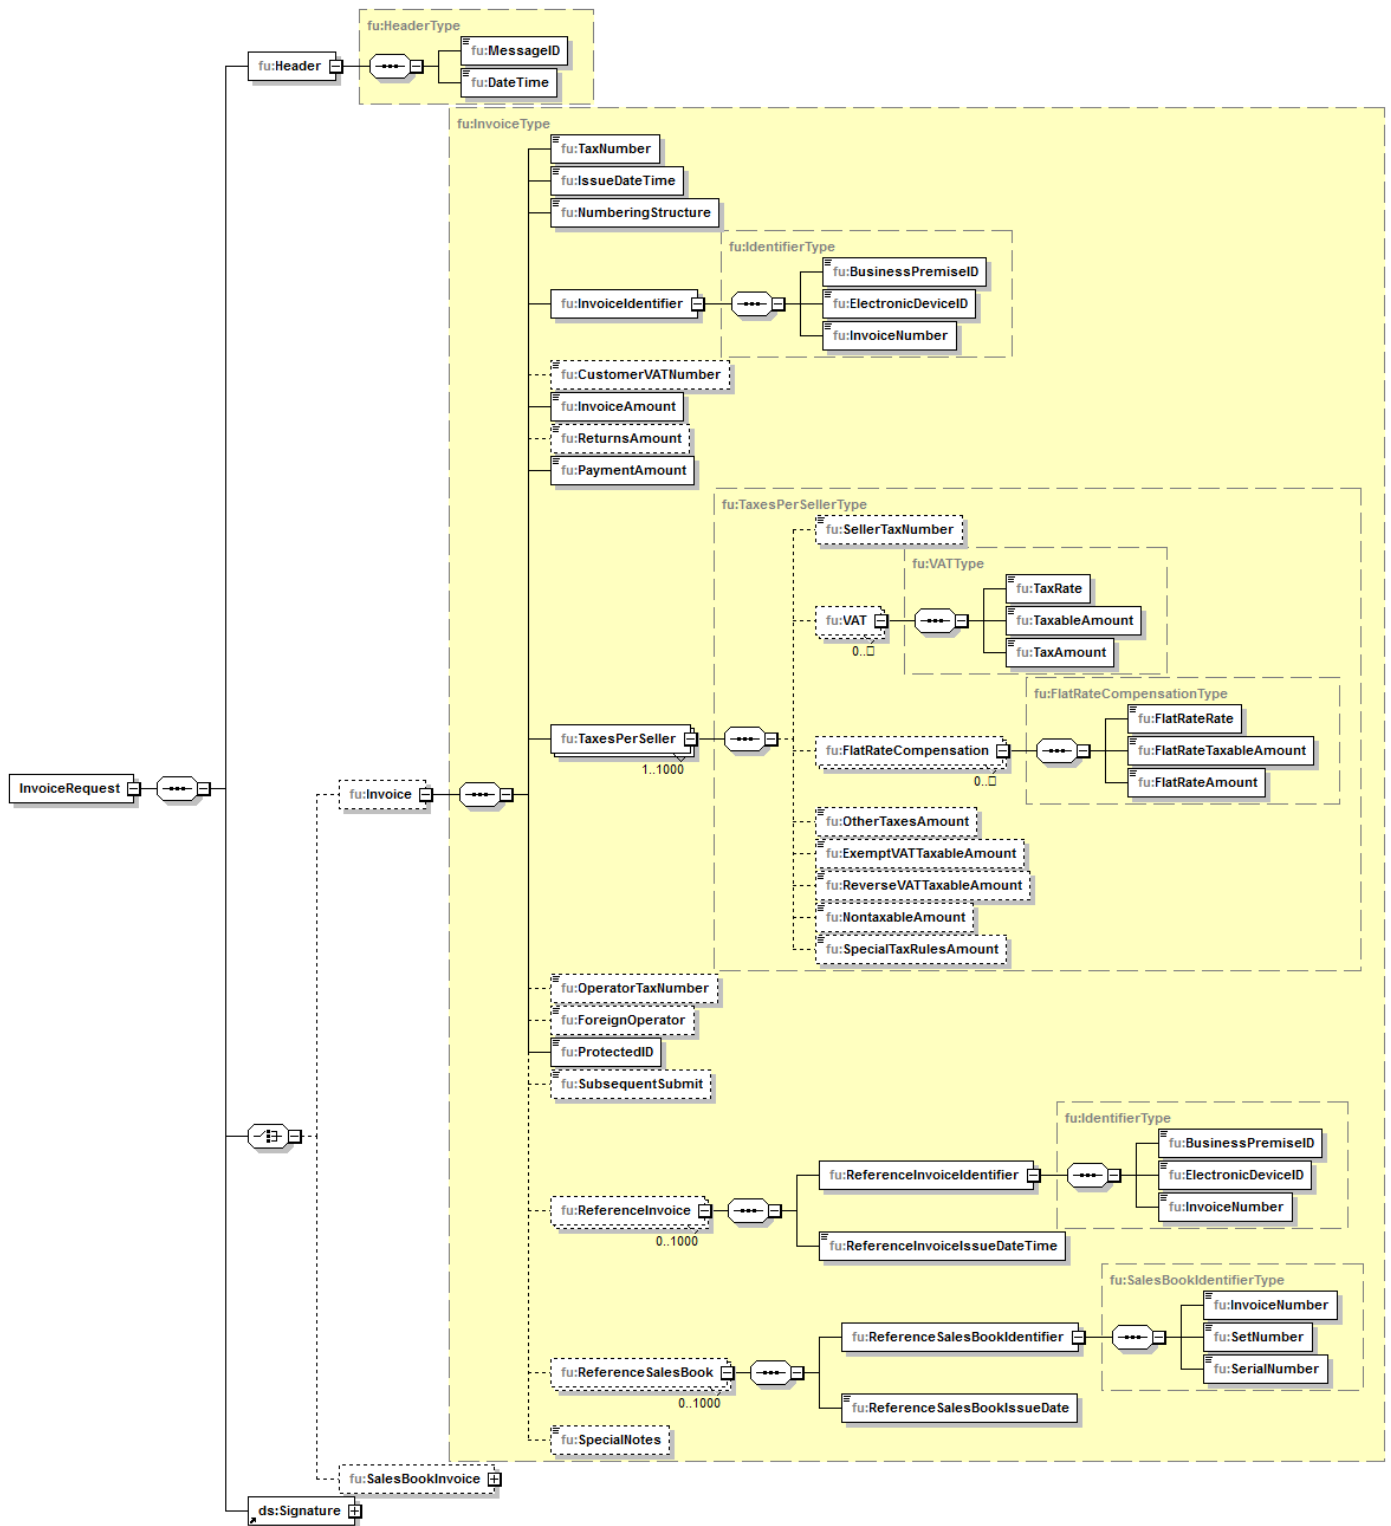 fu:HeaderType
fu:Header
fu:MessageID
fu:DateTime
fu:InvoiceType
fu:TaxNumber
fu:IssueDateTime
fu:NumberingStructure
fu:IdentifierType
fu:InvoiceIdentifier
fu:BusinessPremiseID
fu:ElectronicDeviceID
fu:InvoiceNumber
fu:CustomerVATNumber
fu:InvoiceAmount
fu:ReturnsAmount
fu:PaymentAmount
fu:TaxesPerSellerType
fu:SellerTaxNumber
fu:VATType
fu:VAT
0..□
fu:TaxRate
fu:TaxableAmount
fu:TaxAmount
fu:FlatRateCompensationType
fu:TaxesPerSeller
1..1000
fu:FlatRateCompensation
0..□
fu:FlatRateRate
fu:FlatRateTaxableAmount
fu:FlatRateAmount
InvoiceRequest
fu:Invoice
fu:OtherTaxesAmount
fu:ExemptVATTaxableAmount
fu:ReverseVATTaxableAmount
fu:NontaxableAmount
fu:SpecialTaxRulesAmount
fu:OperatorTaxNumber
fu:ForeignOperator
fu:ProtectedID
fu:SubsequentSubmit
fu:IdentifierType
fu:ReferenceInvoice
0..1000
fu:ReferenceInvoiceIdentifier
fu:BusinessPremiseID
fu:ElectronicDeviceID
fu:InvoiceNumber
fu:ReferenceInvoiceIssueDateTime
fu:SalesBookIdentifierType
fu:ReferenceSalesBook
0..1000
fu:ReferenceSalesBookIdentifier
fu:InvoiceNumber
fu:SetNumber
fu:SerialNumber
fu:ReferenceSalesBookIssueDate
fu:SpecialNotes
fu:SalesBookInvoice
ds:Signature